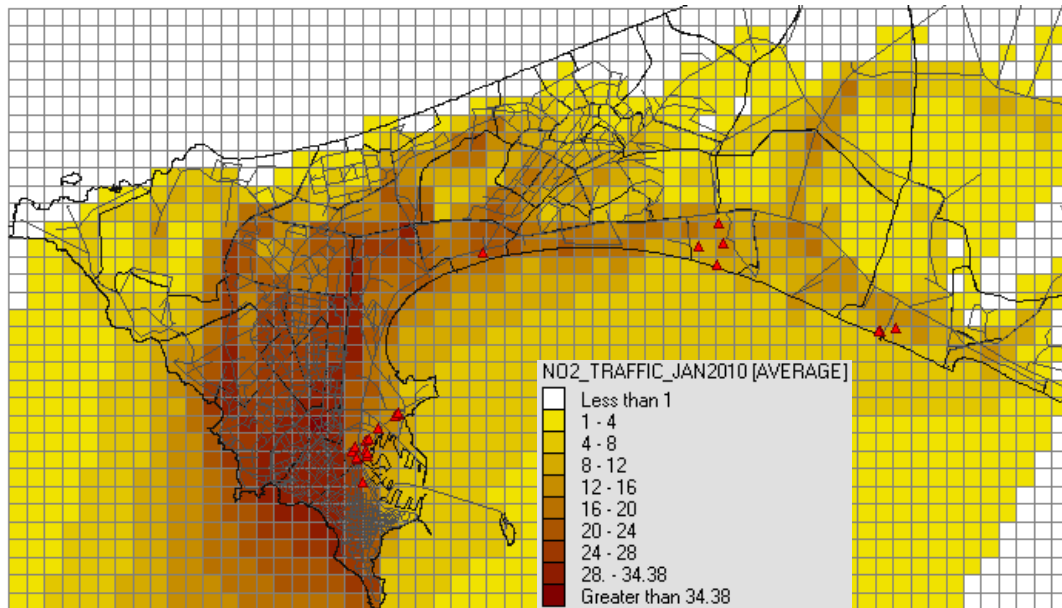 NO2_TRAFFIC_JAN2010 [AVERAGE]
Less than 1
1 - 4
4 - 8
8 - 12
12 - 16
16 - 20
20 - 24
24 - 28
28. - 34.38
Greater than 34.38